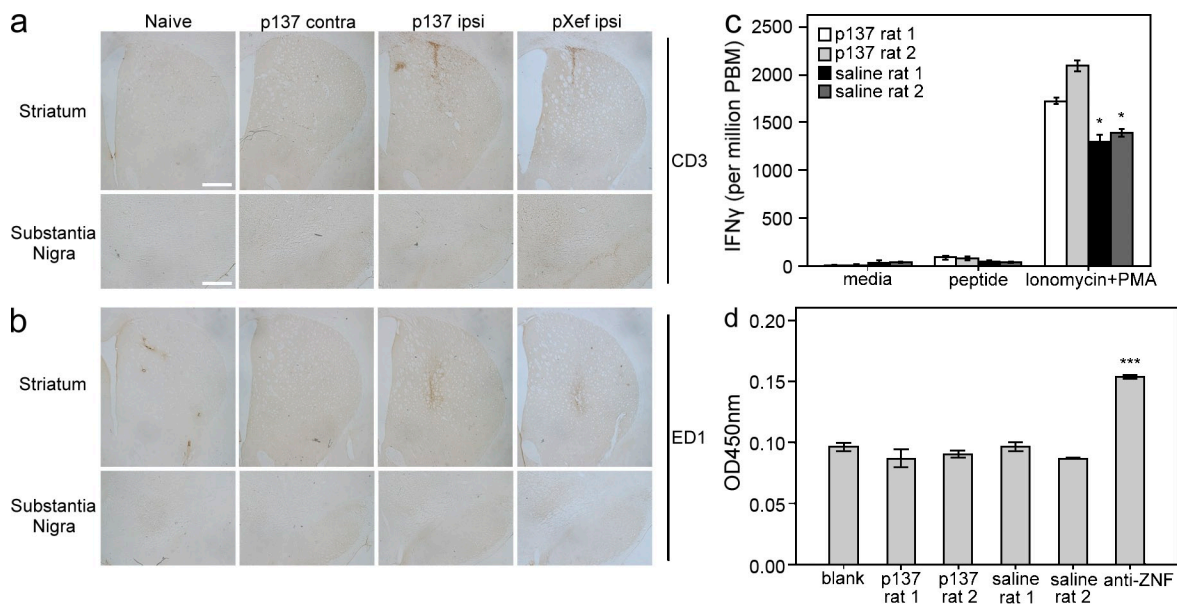 a
Naive
p137 contra
p137 ipsi
pXef ipsi
Striatum
Substantia
Nigra
CD3
b
Striatum
Substantia
Nigra
ED1
c
IFNγ (per million PBM)
2500
2000
1500
1000
500
0
p137 rat 1
p137 rat 2
saline rat 1
saline rat 2
* *
media
peptide
Ionomycin+PMA
d
OD450nm
0.20
0.15
0.10
0.05
0.00
***
blank
p137
rat 1
p137
rat 2
saline
rat 1
saline
rat 2
anti-ZNF